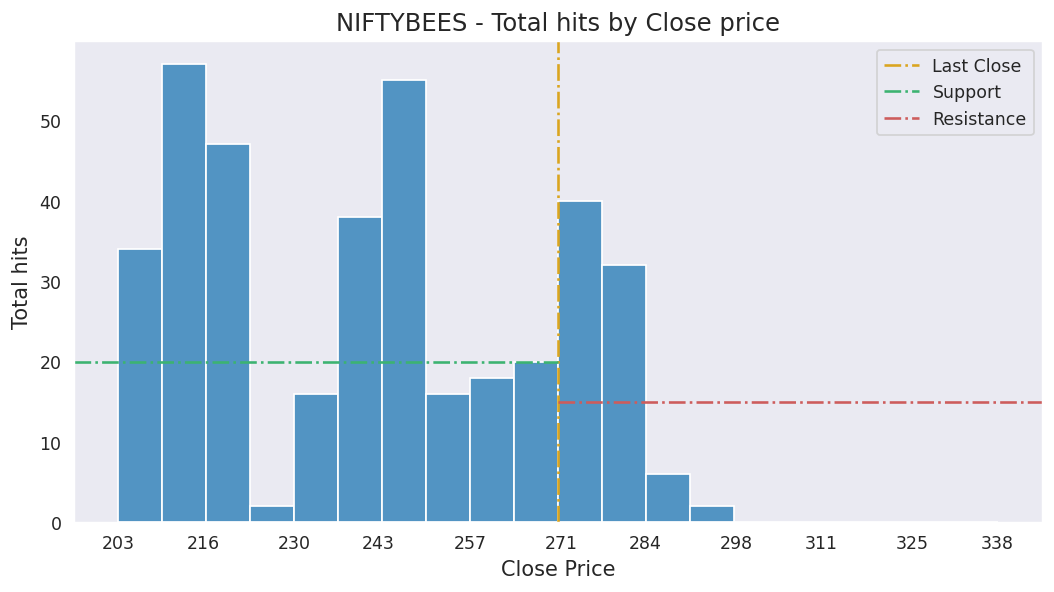 NIFTYBEES - Total hits by Close price
Last Close
Support
Resistance
Total hits
50
40
30
20
10
0
203 216 230 243 257 271 284 298 311 325 338
Close Price